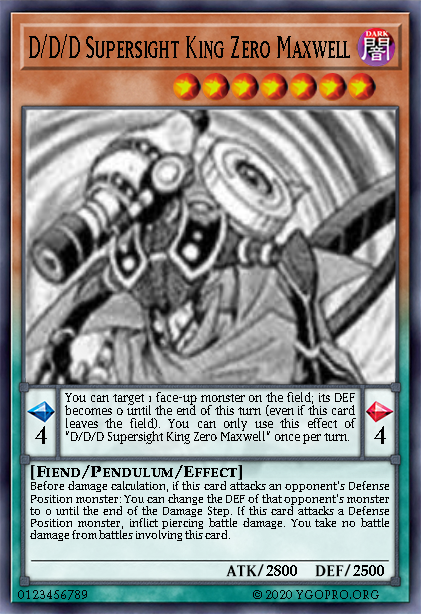 D/D/D Supersight King Zero Maxwell
DARK
闇
You can target 1 face-up monster on the field; its DEF
becomes 0 until the end of this turn (even if this card
leaves the field). You can only use this effect of
"D/D/D Supersight King Zero Maxwell" once per turn.
4
4
[Fiend/Pendulum/Effect]
Before damage calculation, if this card attacks an opponent's Defense
Position monster: You can change the DEF of that opponent's monster
to 0 until the end of the Damage Step. If this card attacks a Defense
Position monster, inflict piercing battle damage. You take no battle
damage from battles involving this card.
ATK/2800 DEF/2500
0123456789 © 2020 YGOPRO.ORG